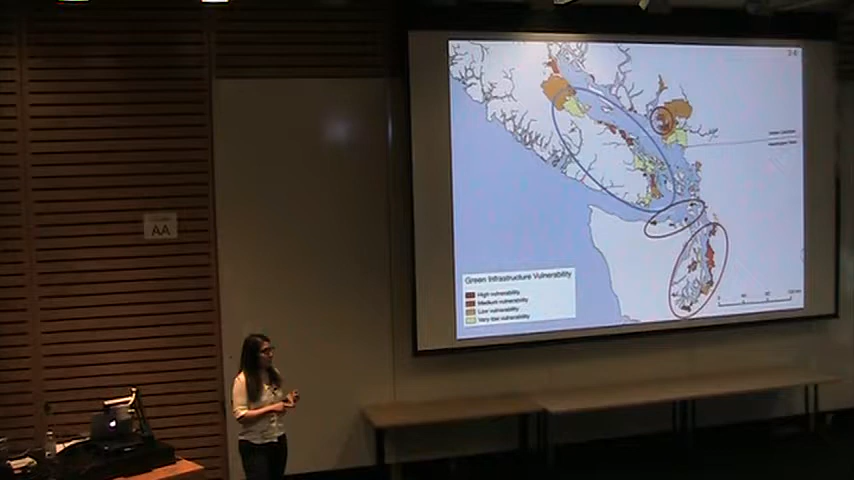 AA
Green Infrastructure Vulnerability
High vulnerability
Medium vulnerability
Low vulnerability
Very low vulnerability